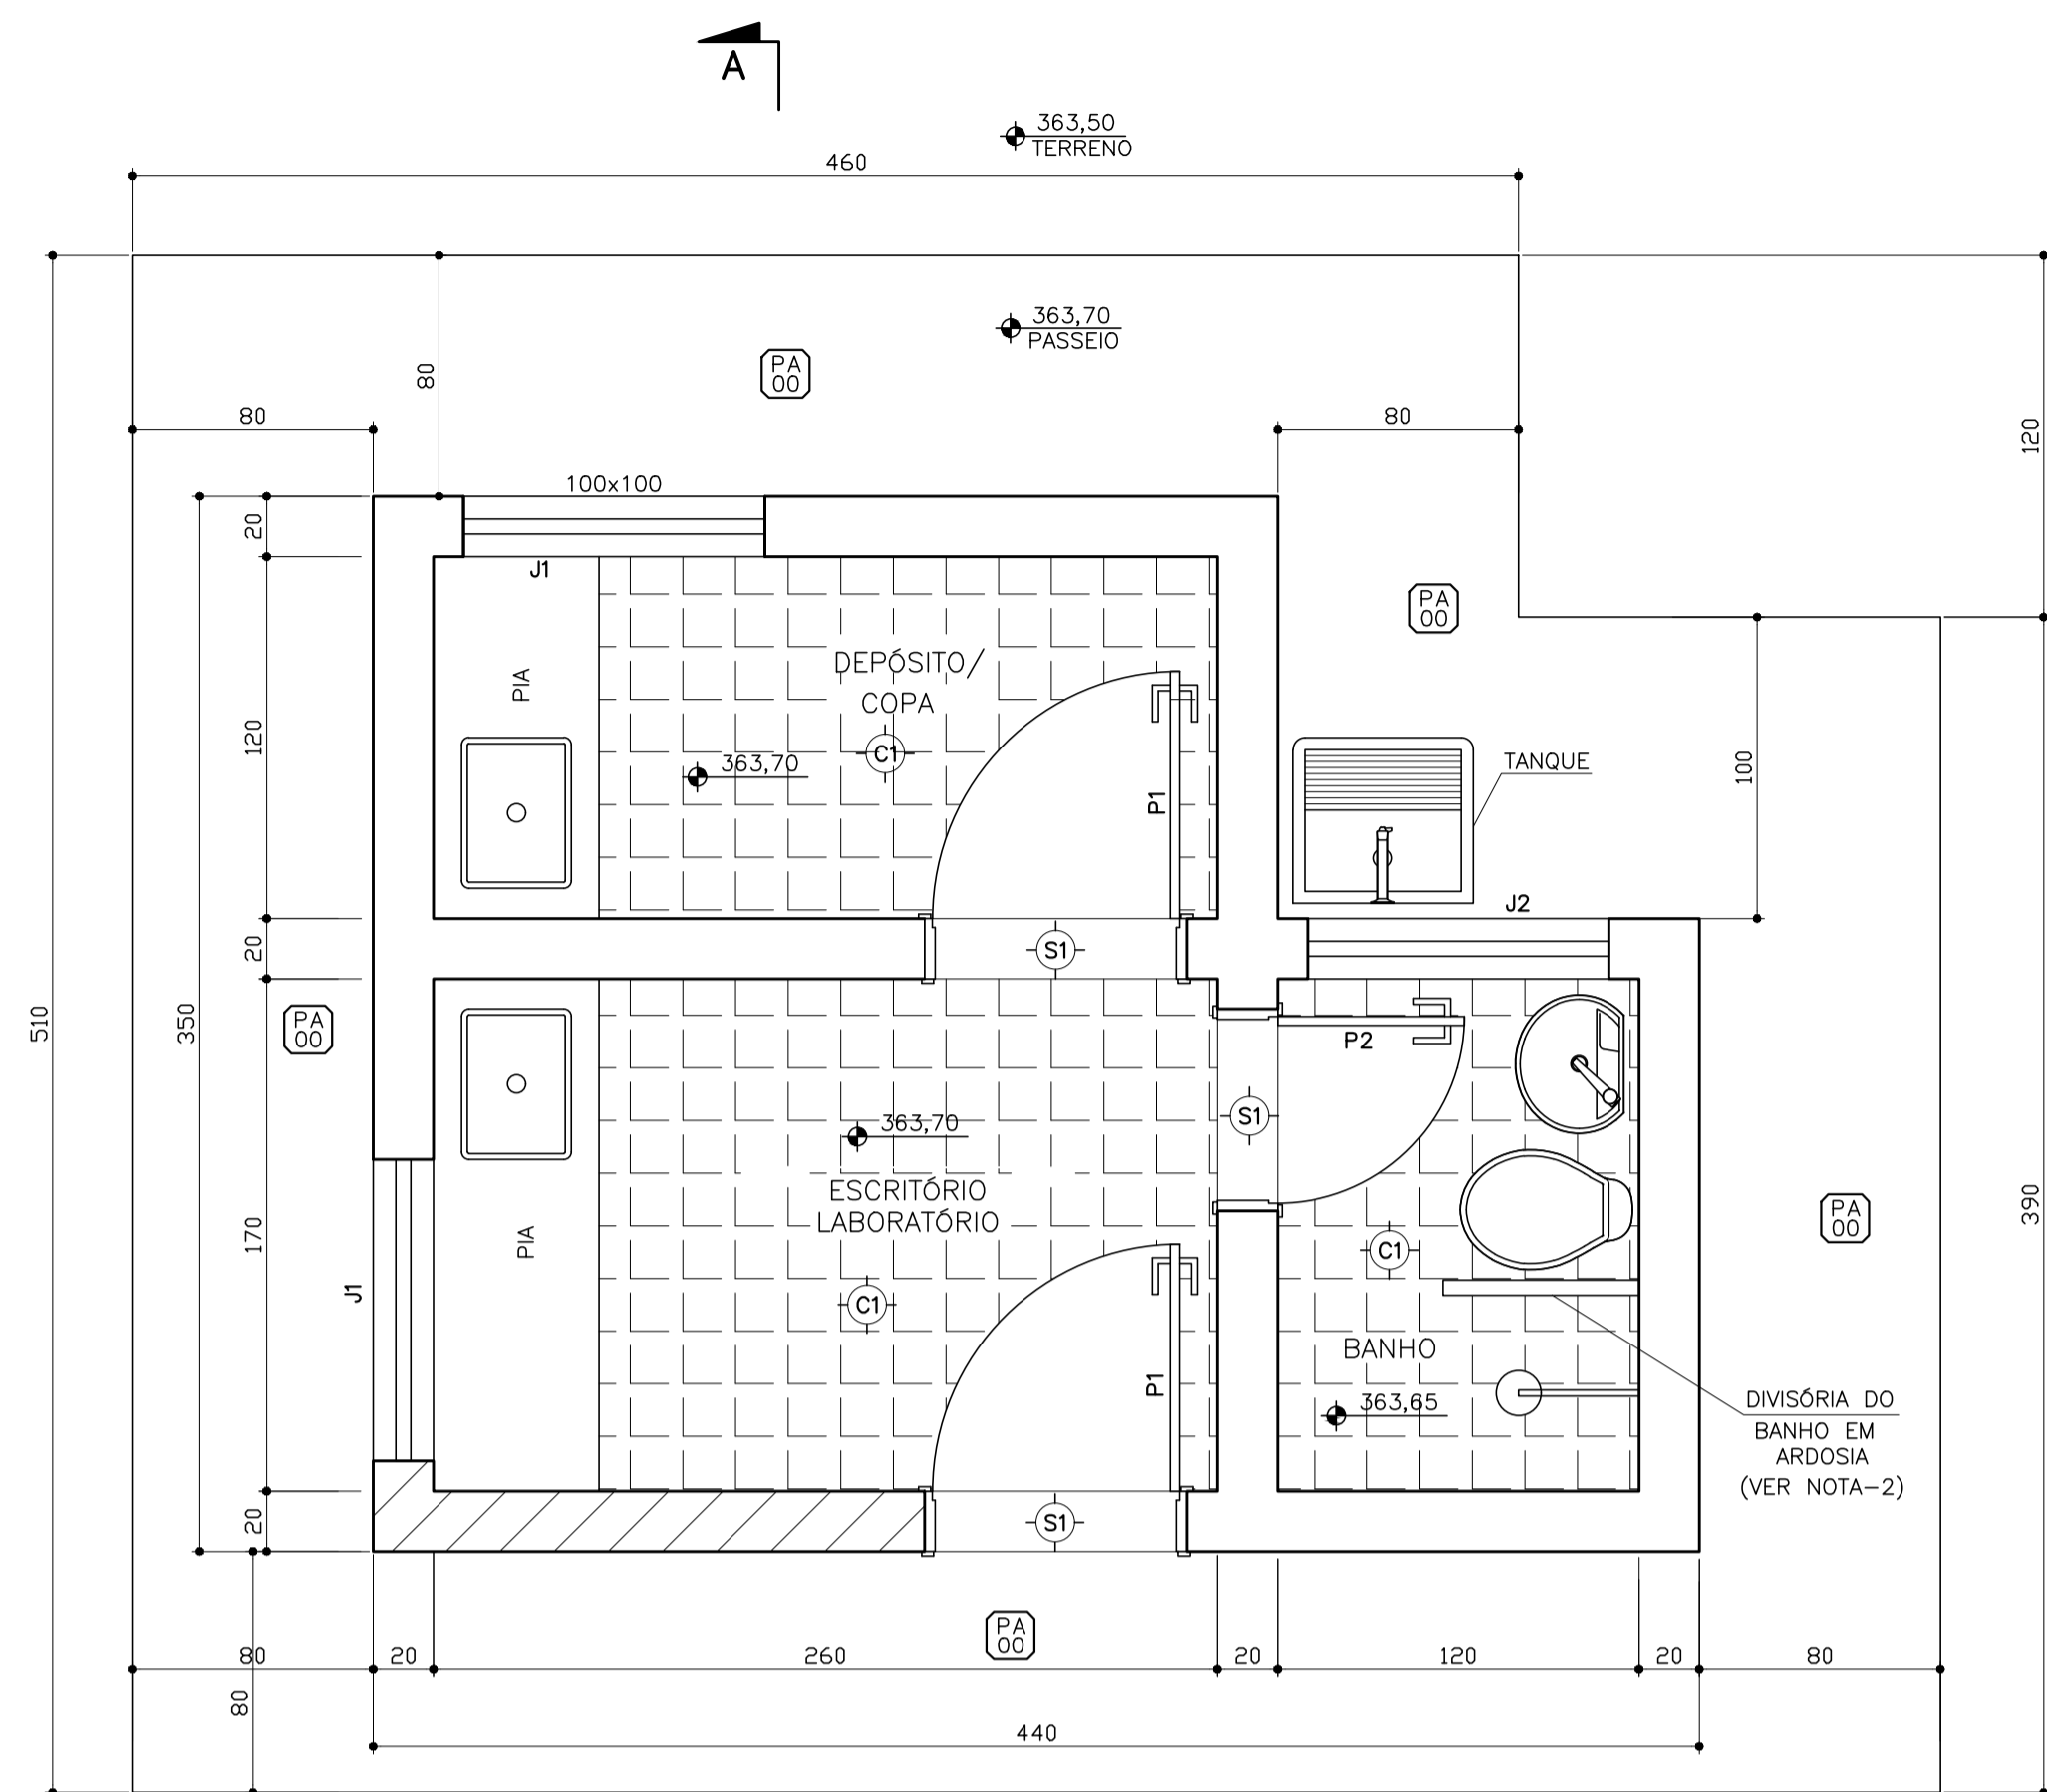 A
363,50
TERRENO
460
363,70
PASSEIO
PA
00
80
80
80
120
100x100
20
J1
PA
00
DEPÓSITO/
COPA
PIA
120
C1
363,70
P1
TANQUE
100
J2
20
S1
510
350
PA
00
P2
S1
363,70
ESCRITÓRIO
LABORATÓRIO
PIA
170
J1
C1
C1
PA
00
390
P1
BANHO
363,65
DIVISÓRIA DO
BANHO EM
ARDOSIA
(VER NOTA-2)
20
S1
PA
00
80
20
260
20
120
20
80
80
440